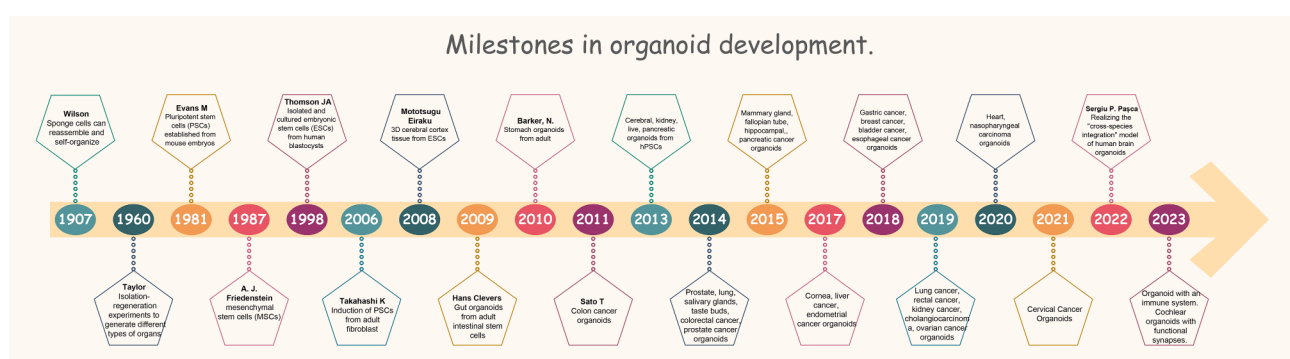 Milestones in organoid development.
Wilson
Sponge cells can
reassemble and
self-organize
Evans M
Pluripotent stem
cells (PSCs)
established from
mouse embryos
Thomson JA
Isolated and
cultured embryonic
stem cells (ESCs)
from human
blastocysts
Mototsugu
Eiraku
3D cerebral cortex
tissue from ESCs
Barker, N.
Stomach organoids
from adult
Cerebral, kidney,
live, pancreatic
organoids from
hPSCs
Mammary gland,
fallopian tube,
hippocampal,,
pancreatic cancer
organoids
Gastric cancer,
breast cancer,
bladder cancer,
esophageal cancer
organoids
Heart,
nasopharyngeal
carcinoma
organoids
Sergiu P. Pașca
Realizing the
"cross-species
integration" model
of human brain
organoids
1907
1960
1981
1987
1998
2006
2008
2009
2010
2011
2013
2014
2015
2017
2018
2019
2020
2021
2022
2023
Taylor
Isolation-
regeneration
experiments to
generate different
types of organs
A. J.
Friedenstein
mesenchymal
stem cells (MSCs)
Takahashi K
Induction of PSCs
from adult
fibroblast
Hans Clevers
Gut organoids
from adult
intestinal stem
cells
Sato T
Colon cancer
organoids
Prostate, lung,
salivary glands,
taste buds,
colorectal cancer,
prostate cancer
organoids
Cornea, liver
cancer,
endometrial
cancer organoids
Lung cancer,
rectal cancer,
kidney cancer,
cholangiocarcinom
a, ovarian cancer
organoids
Cervical Cancer
Organoids
Organoid with an
immune system.
Cochlear
organoids with
functional
synapses.